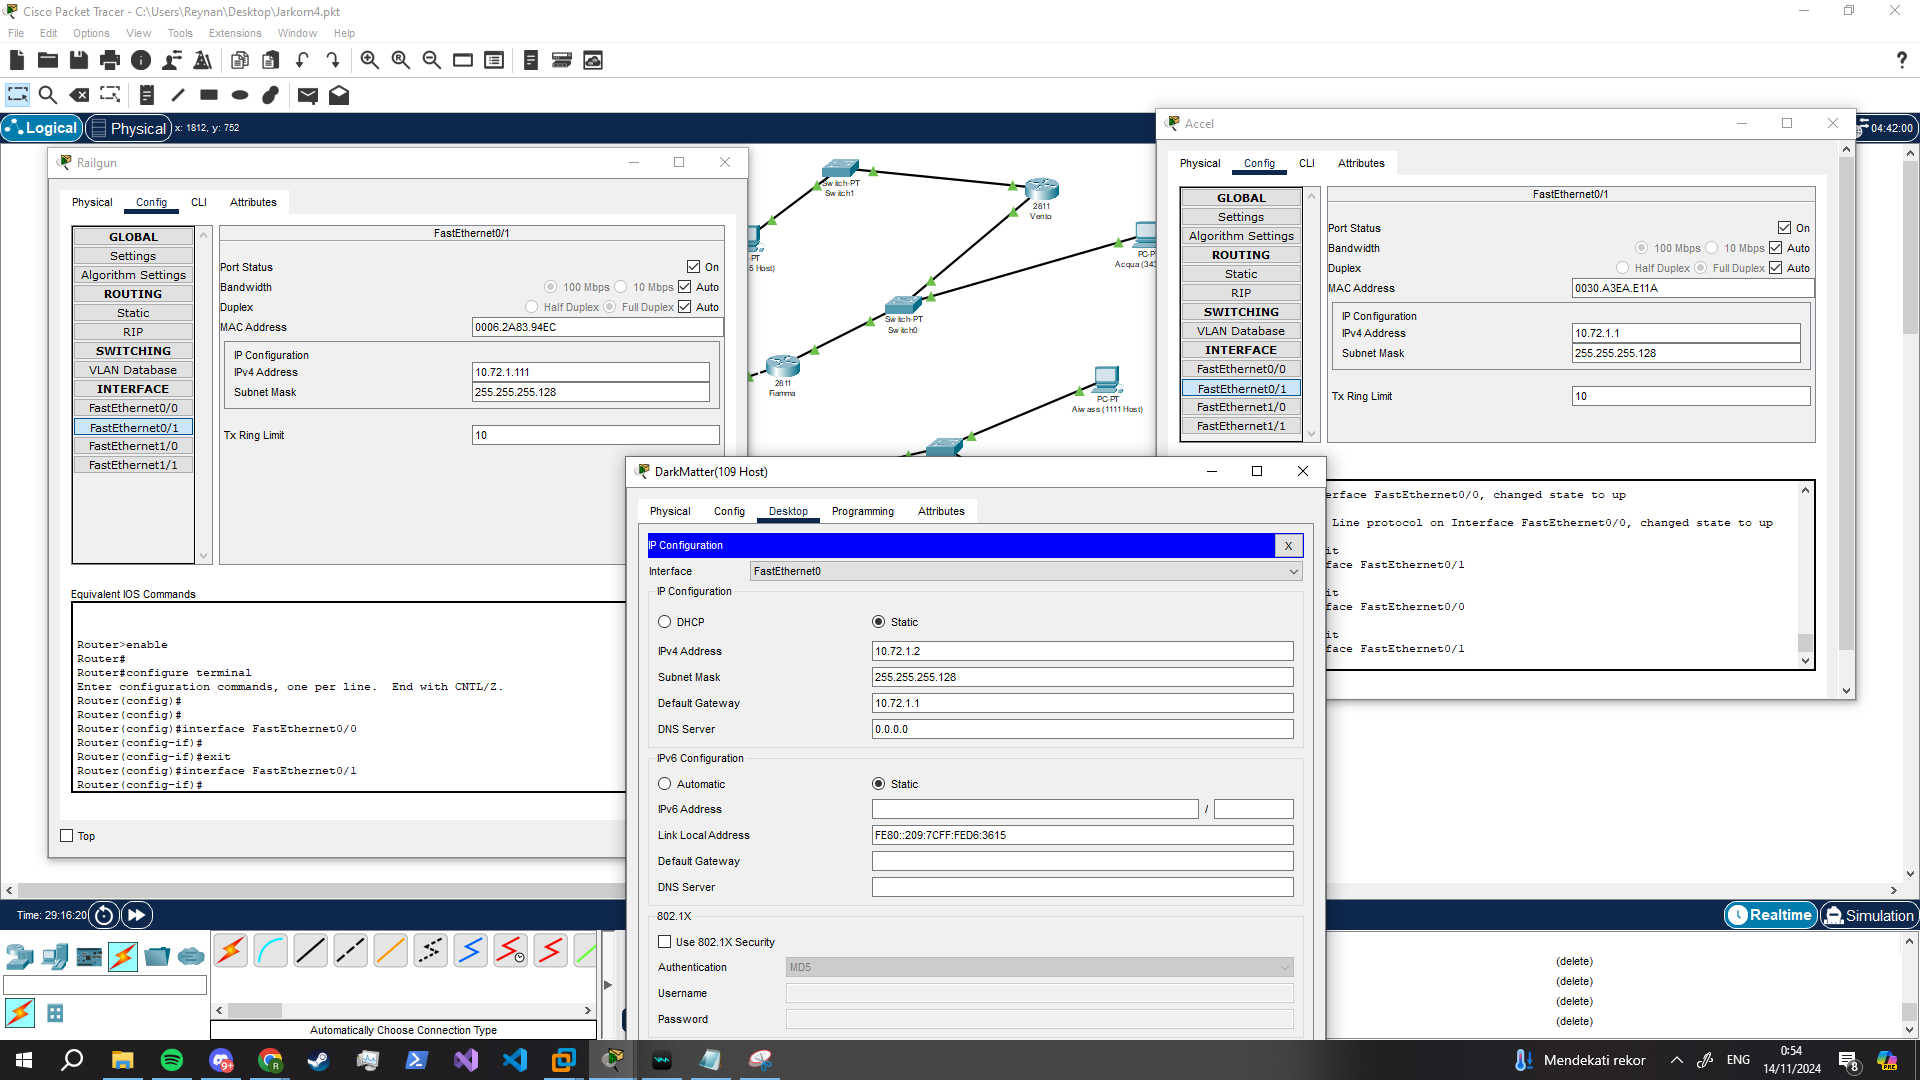 Cisco Packet Tracer - C:\Users\Reynan\Desktop\Jarkom4.pkt
File Edit Options View Tools Extensions Window Help
Logical Physical x: 1812, y: 752
04:42:00
Railgun
Physical Config CLI Attributes
GLOBAL
Settings
Algorithm Settings
ROUTING
Static
RIP
SWITCHING
VLAN Database
INTERFACE
FastEthernet0/0
FastEthernet0/1
FastEthernet1/0
FastEthernet1/1
FastEthernet0/1
Port Status On
Bandwidth 100 Mbps 10 Mbps Auto
Duplex Half Duplex Full Duplex Auto
MAC Address 0006.2A83.94EC
IP Configuration
IPv4 Address 10.72.1.111
Subnet Mask 255.255.255.128
Tx Ring Limit 10
Equivalent IOS Commands
Router>enable
Router#
Router#configure terminal
Enter configuration commands, one per line. End with CNTL/Z.
Router(config)#
Router(config)#
Router(config)#interface FastEthernet0/0
Router(config-if)#
Router(config-if)#exit
Router(config)#interface FastEthernet0/1
Router(config-if)#
Top
Switch-PT
Switch1
2811
Vento
-PT
5 Host)
PC-P
Acqua (343
Switch-PT
Switch0
2811
Fiamma
PC-PT
Aiwass (1111 Host)
Accel
Physical Config CLI Attributes
GLOBAL
Settings
Algorithm Settings
ROUTING
Static
RIP
SWITCHING
VLAN Database
INTERFACE
FastEthernet0/0
FastEthernet0/1
FastEthernet1/0
FastEthernet1/1
FastEthernet0/1
Port Status On
Bandwidth 100 Mbps 10 Mbps Auto
Duplex Half Duplex Full Duplex Auto
MAC Address 0030.A3EA.E11A
IP Configuration
IPv4 Address 10.72.1.1
Subnet Mask 255.255.255.128
Tx Ring Limit 10
erface FastEthernet0/0, changed state to up
Line protocol on Interface FastEthernet0/0, changed state to up
it
face FastEthernet0/1
it
face FastEthernet0/0
it
face FastEthernet0/1
DarkMatter(109 Host)
Physical Config Desktop Programming Attributes
IP Configuration X
Interface FastEthernet0
IP Configuration
DHCP Static
IPv4 Address 10.72.1.2
Subnet Mask 255.255.255.128
Default Gateway 10.72.1.1
DNS Server 0.0.0.0
IPv6 Configuration
Automatic Static
IPv6 Address /
Link Local Address FE80::209:7CFF:FED6:3615
Default Gateway
DNS Server
802.1X
Use 802.1X Security
Authentication MD5
Username
Password
Time: 29:16:20
Realtime Simulation
Automatically Choose Connection Type
(delete)
(delete)
(delete)
(delete)
9+
Mendekati rekor
ENG
0:54
14/11/2024
8
PRE